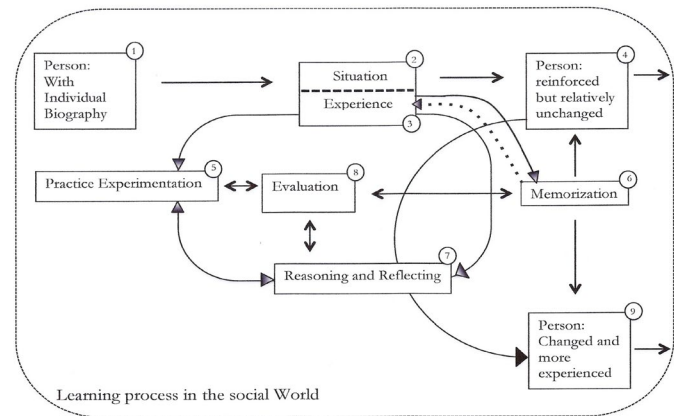 1
Person:
With
Individual
Biography
2
Situation
Experience
3
4
Person:
reinforced
but relatively
unchanged
5
Practice Experimentation
8
Evaluation
6
Memorization
7
Reasoning and Reflecting
9
Person:
Changed and
more
experienced
Learning process in the social World